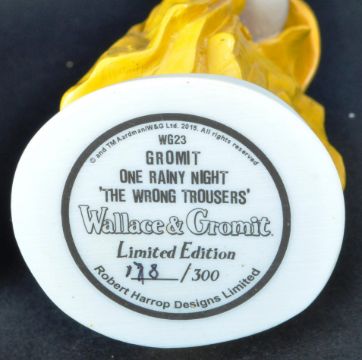 © and TM Aardman/W&G Ltd. 2015. All rights reserved
WG23
GROMIT
ONE RAINY NIGHT
'THE WRONG TROUSERS'
Wallace & Gromit
Limited Edition
/300
Robert Harrop Designs Limited